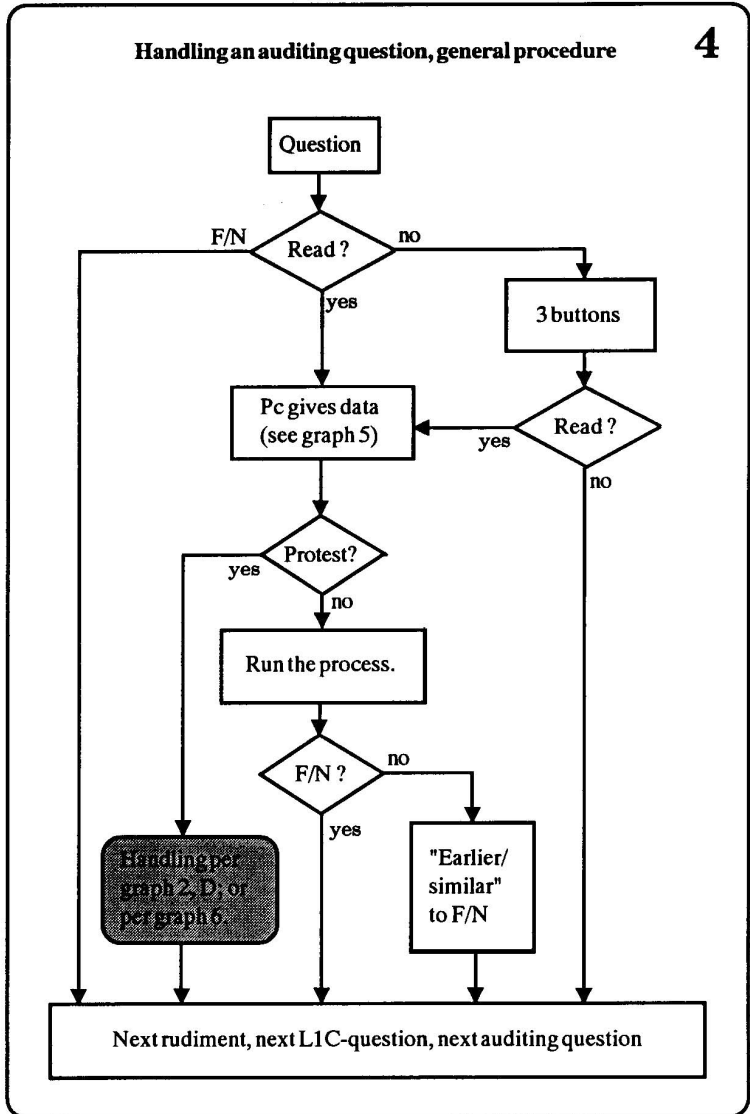 Handling an auditing question, general procedure
4
Question
F/N
Read ?
no
yes
3 buttons
Pc gives data
(see graph 5)
yes
Read ?
no
Protest?
yes
no
Run the process.
F/N ?
no
yes
Handling per
graph 2, D; or
per graph 6.
"Earlier/
similar"
to F/N
Next rudiment, next L1C-question, next auditing question